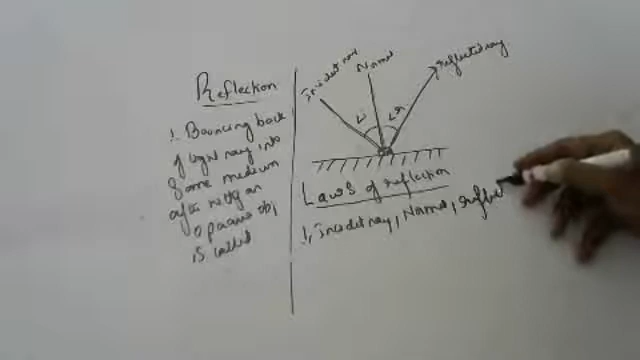 Reflection
1. Bouncing back
of light ray into
same medium
after hitting an
opaque obj
is called
Incident ray
Normal
reflected ray
∠i
∠r
Laws of reflection
1. Incident ray, Normal, reflec